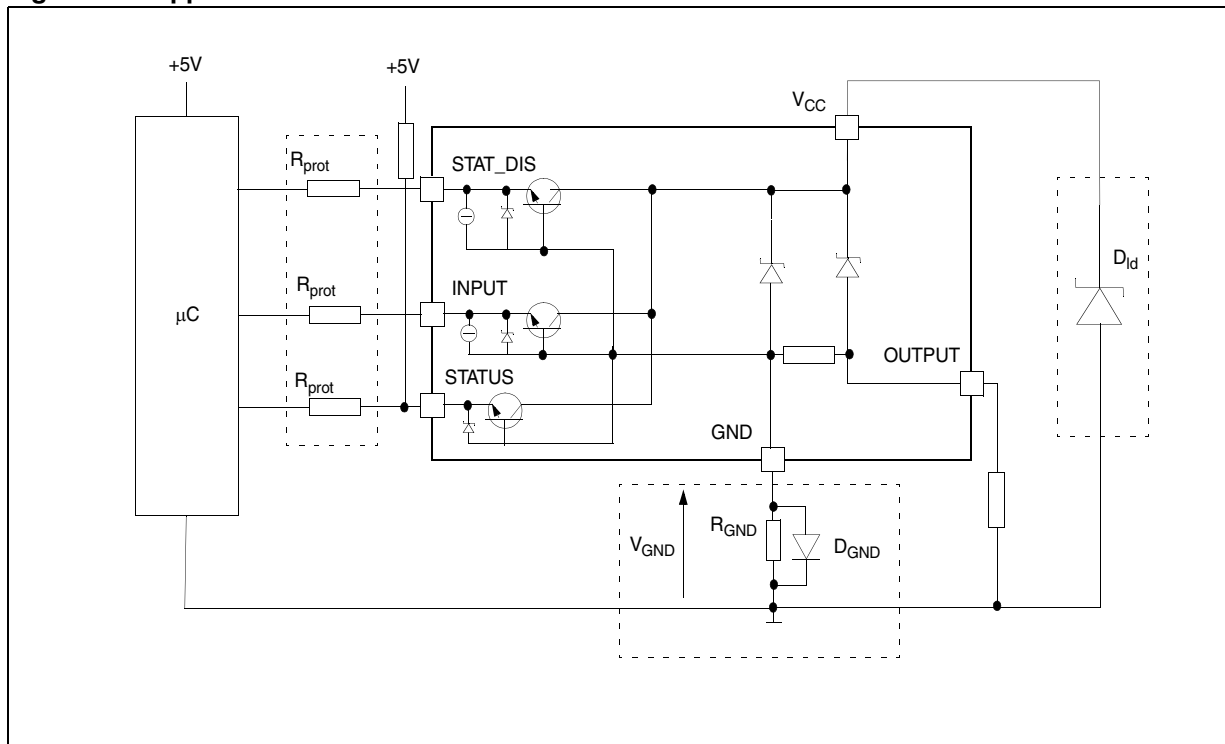 +5V
+5V
VCC
Rprot
STAT_DIS
Dld
Rprot
INPUT
μC
OUTPUT
Rprot
STATUS
GND
RGND
VGND
DGND